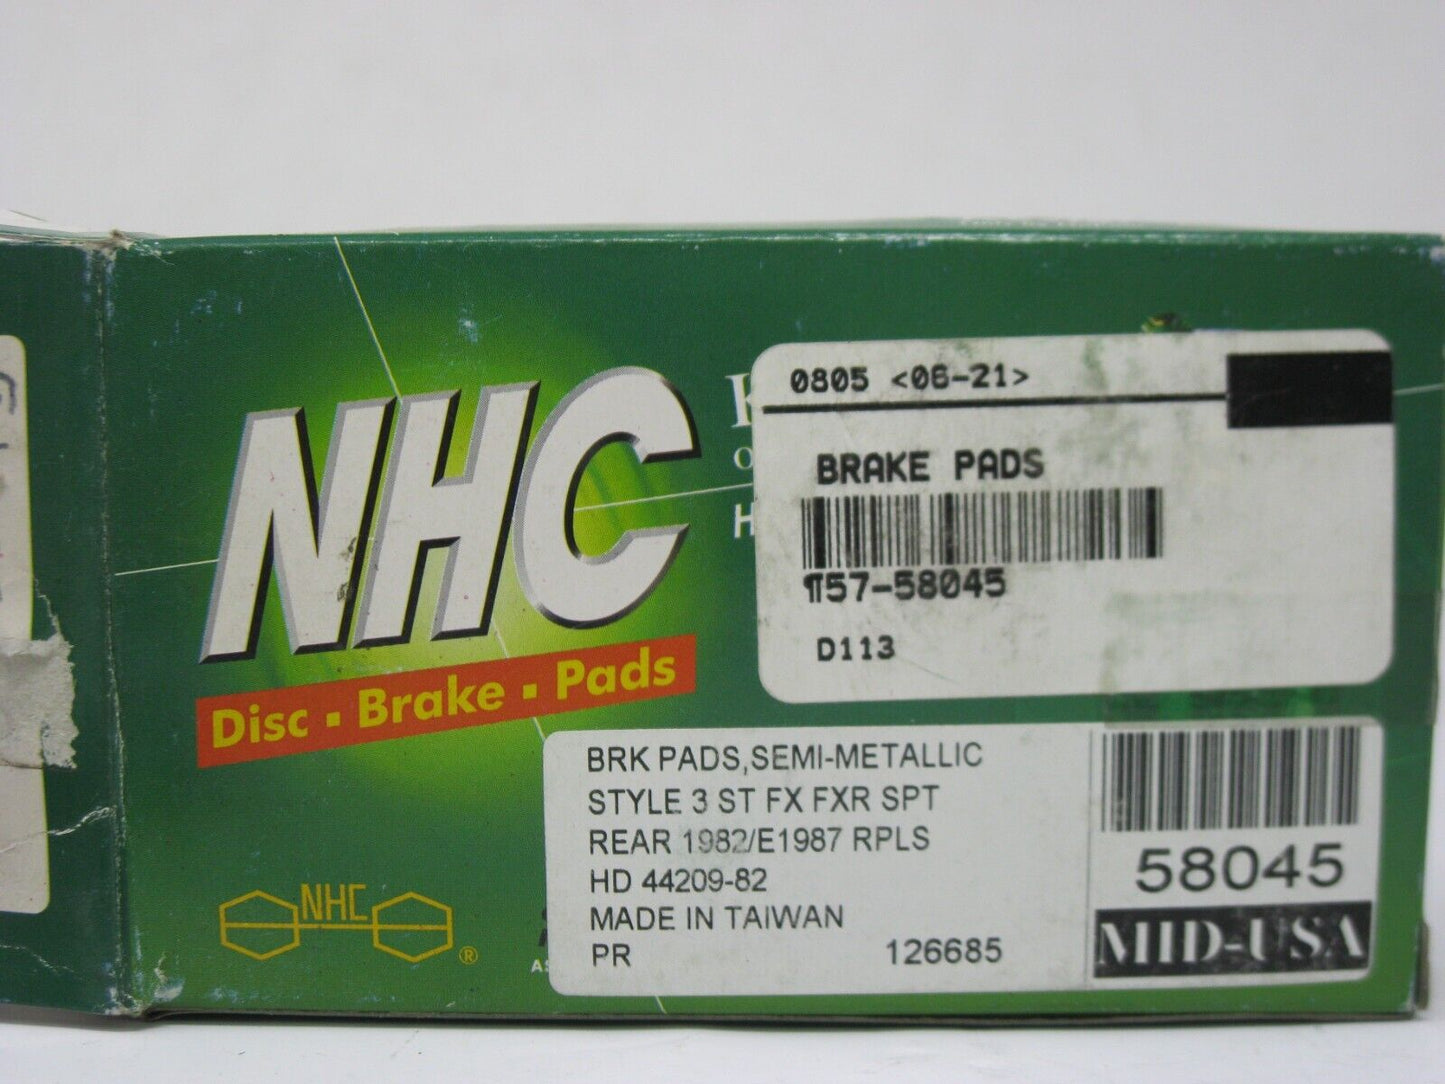 NHC
Disc ▪ Brake ▪ Pads
0805 <06-21>
BRAKE PADS
¶57-58045
D113
BRK PADS,SEMI-METALLIC
STYLE 3 ST FX FXR SPT
REAR 1982/E1987 RPLS
HD 44209-82
MADE IN TAIWAN
PR 126685
58045
MID-USA
NHC ®